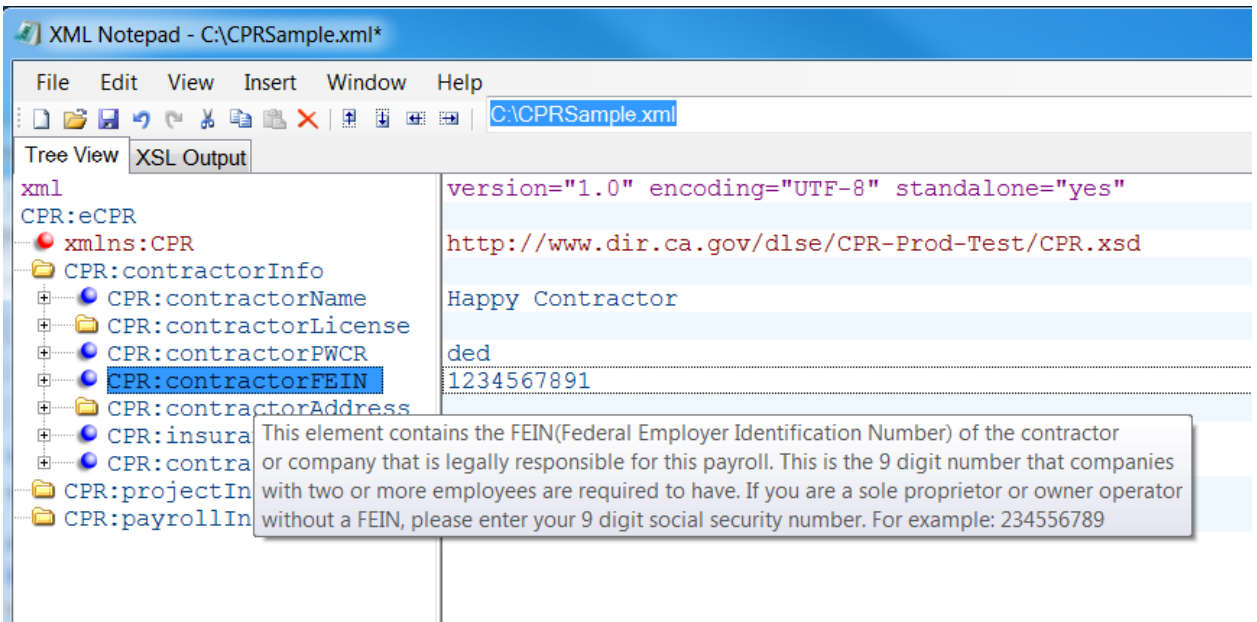 XML Notepad - C:\CPRSample.xml*
File Edit View Insert Window Help
C:\CPRSample.xml
Tree View XSL Output
xml version="1.0" encoding="UTF-8" standalone="yes"
CPR:eCPR
xmlns:CPR http://www.dir.ca.gov/dlse/CPR-Prod-Test/CPR.xsd
CPR:contractorInfo
CPR:contractorName Happy Contractor
CPR:contractorLicense
CPR:contractorPWCR ded
CPR:contractorFEIN 1234567891
CPR:contractorAddress
CPR:insura This element contains the FEIN(Federal Employer Identification Number) of the contractor
CPR:contra or company that is legally responsible for this payroll. This is the 9 digit number that companies
CPR:projectIn with two or more employees are required to have. If you are a sole proprietor or owner operator
CPR:payrollIn without a FEIN, please enter your 9 digit social security number. For example: 234556789